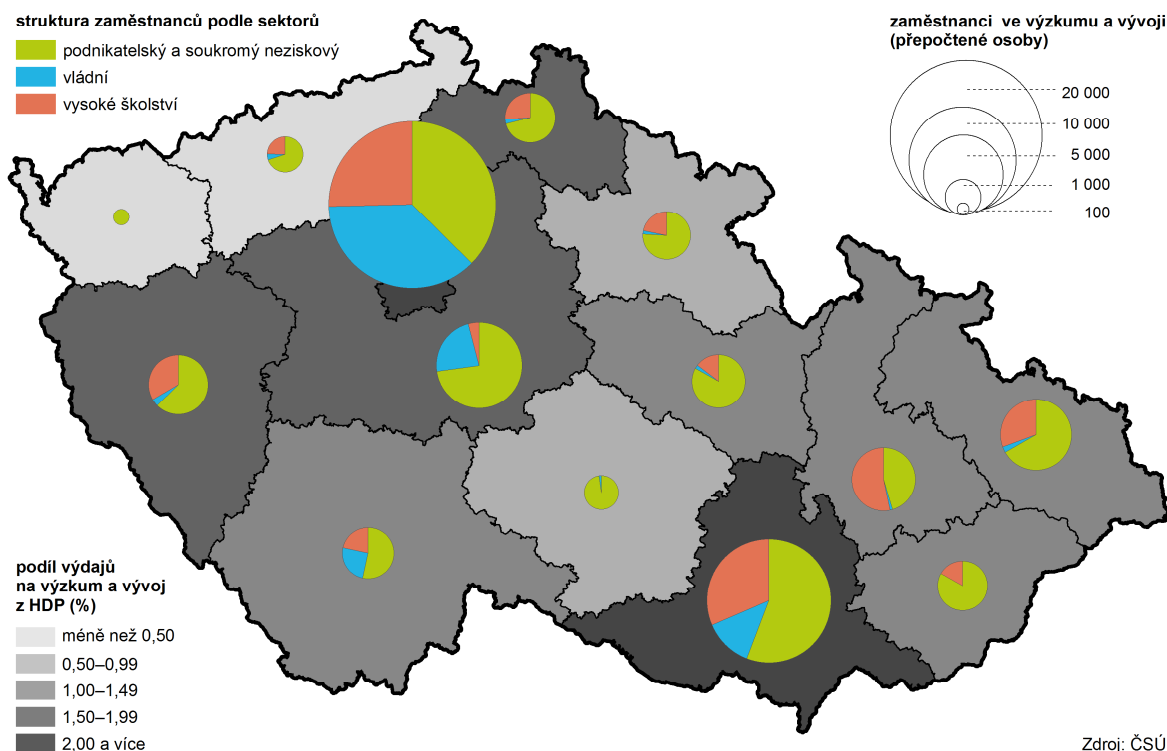 struktura zaměstnanců podle sektorů
podnikatelský a soukromý neziskový
vládní
vysoké školství
zaměstnanci ve výzkumu a vývoji
(přepočtené osoby)
20 000
10 000
5 000
1 000
100
podíl výdajů
na výzkum a vývoj
z HDP (%)
méně než 0,50
0,50–0,99
1,00–1,49
1,50–1,99
2,00 a více
Zdroj: ČSÚ